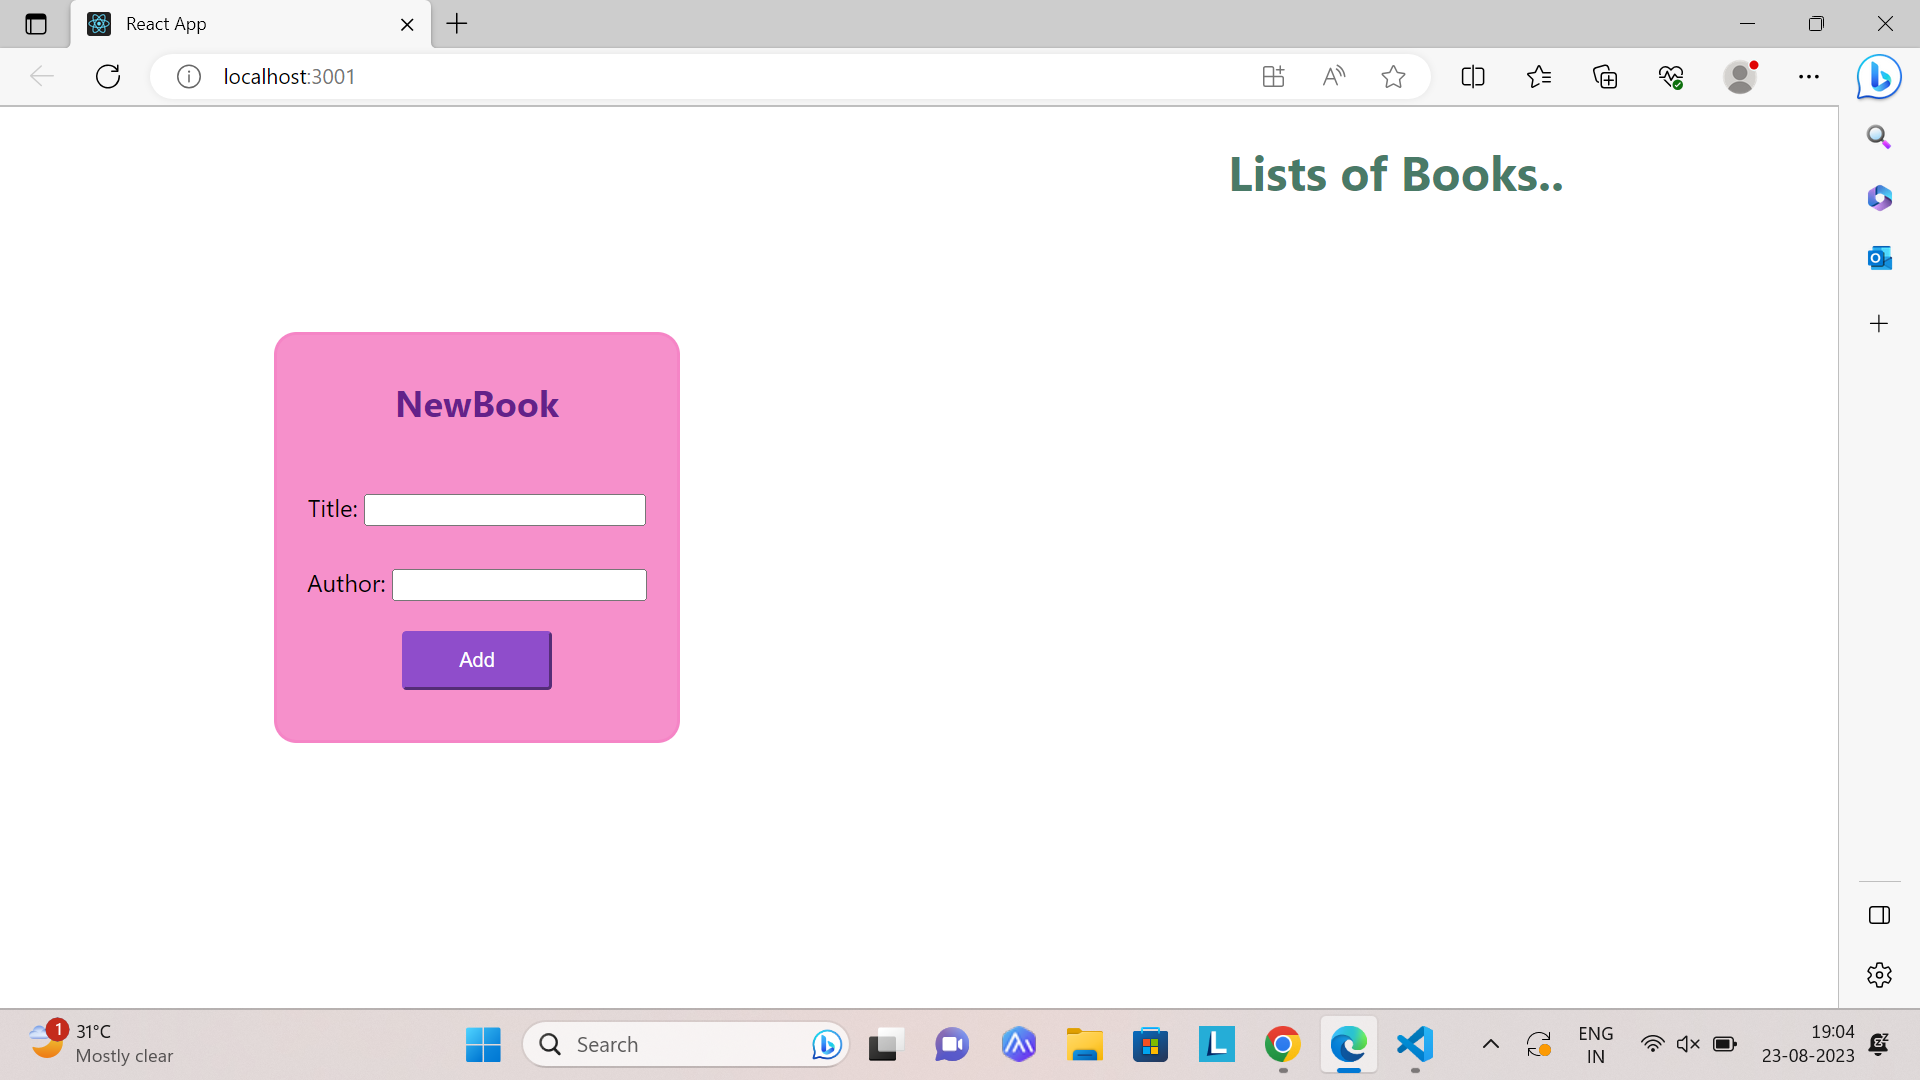 React App
localhost:3001
Lists of Books..
NewBook
Title:
Author:
Add
1
31°C
Mostly clear
Search
ENG
IN
19:04
23-08-2023